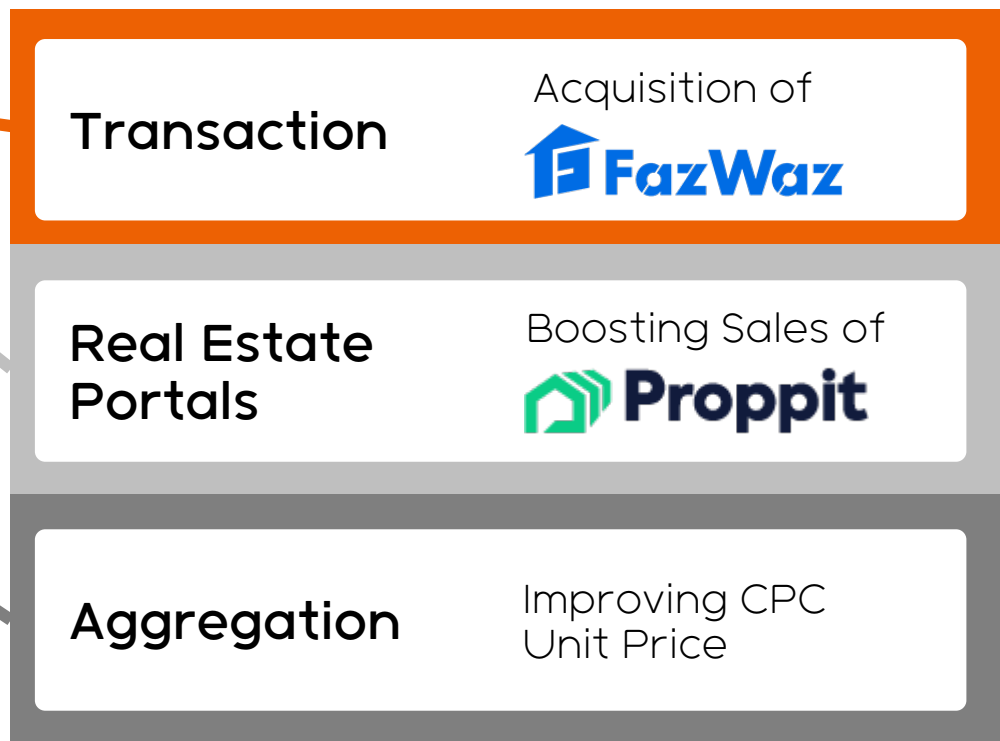 Transaction
Acquisition of
FazWaz
Real Estate
Portals
Boosting Sales of
Proppit
Aggregation
Improving CPC
Unit Price